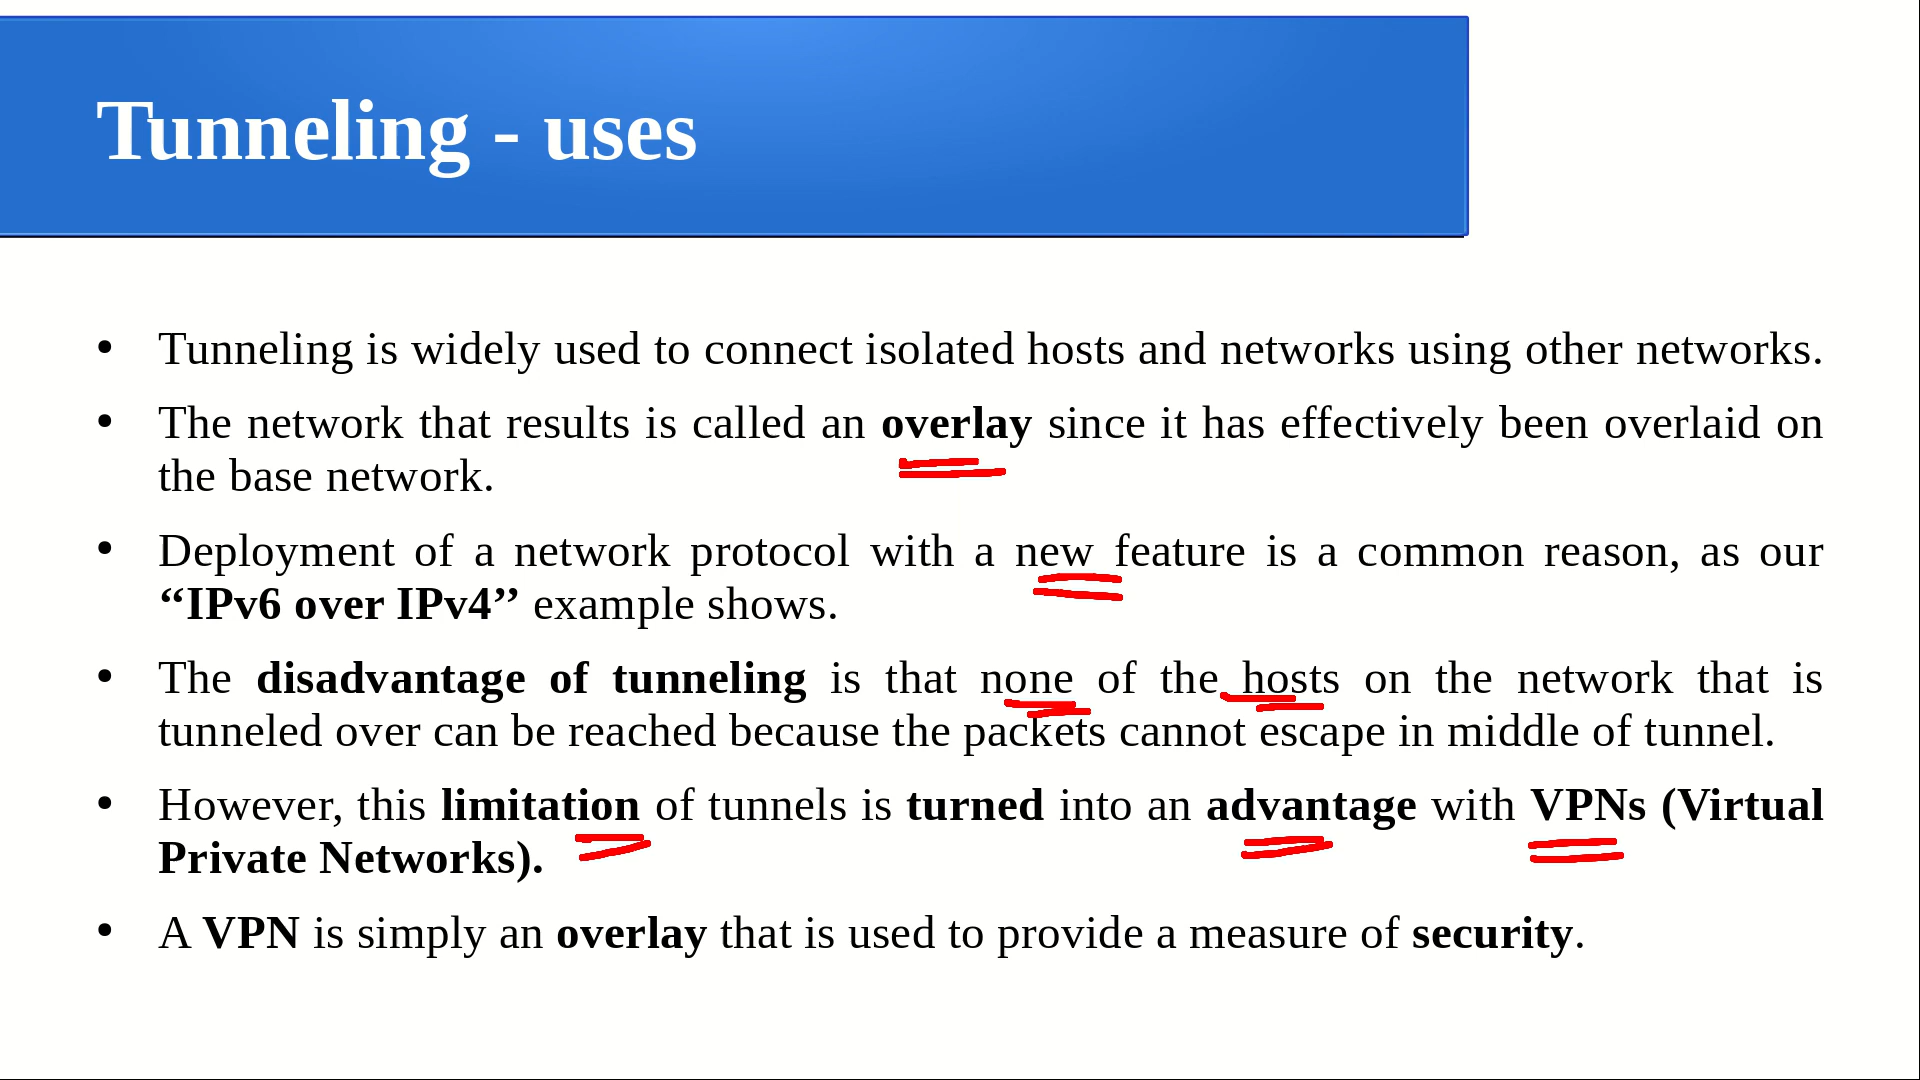 Tunneling - uses
• Tunneling is widely used to connect isolated hosts and networks using other networks.
• The network that results is called an overlay since it has effectively been overlaid on
the base network.
• Deployment of a network protocol with a new feature is a common reason, as our
‘‘IPv6 over IPv4’’ example shows.
• The disadvantage of tunneling is that none of the hosts on the network that is
tunneled over can be reached because the packets cannot escape in middle of tunnel.
• However, this limitation of tunnels is turned into an advantage with VPNs (Virtual
Private Networks).
• A VPN is simply an overlay that is used to provide a measure of security.